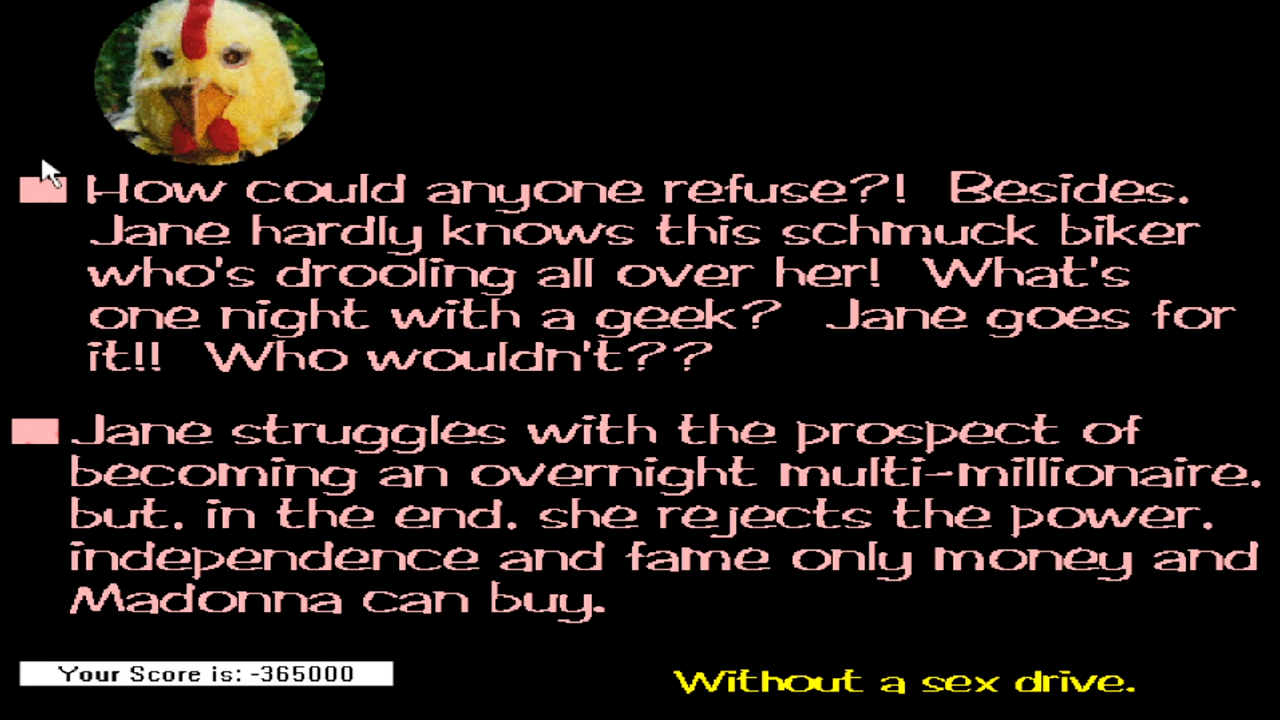 How could anyone refuse?! Besides,
Jane hardly knows this schmuck biker
who's drooling all over her! What's
one night with a geek? Jane goes for
it!! Who wouldn't??
Jane struggles with the prospect of
becoming an overnight multi-millionaire,
but, in the end, she rejects the power,
independence and fame only money and
Madonna can buy.
Your Score is: -365000
Without a sex drive.